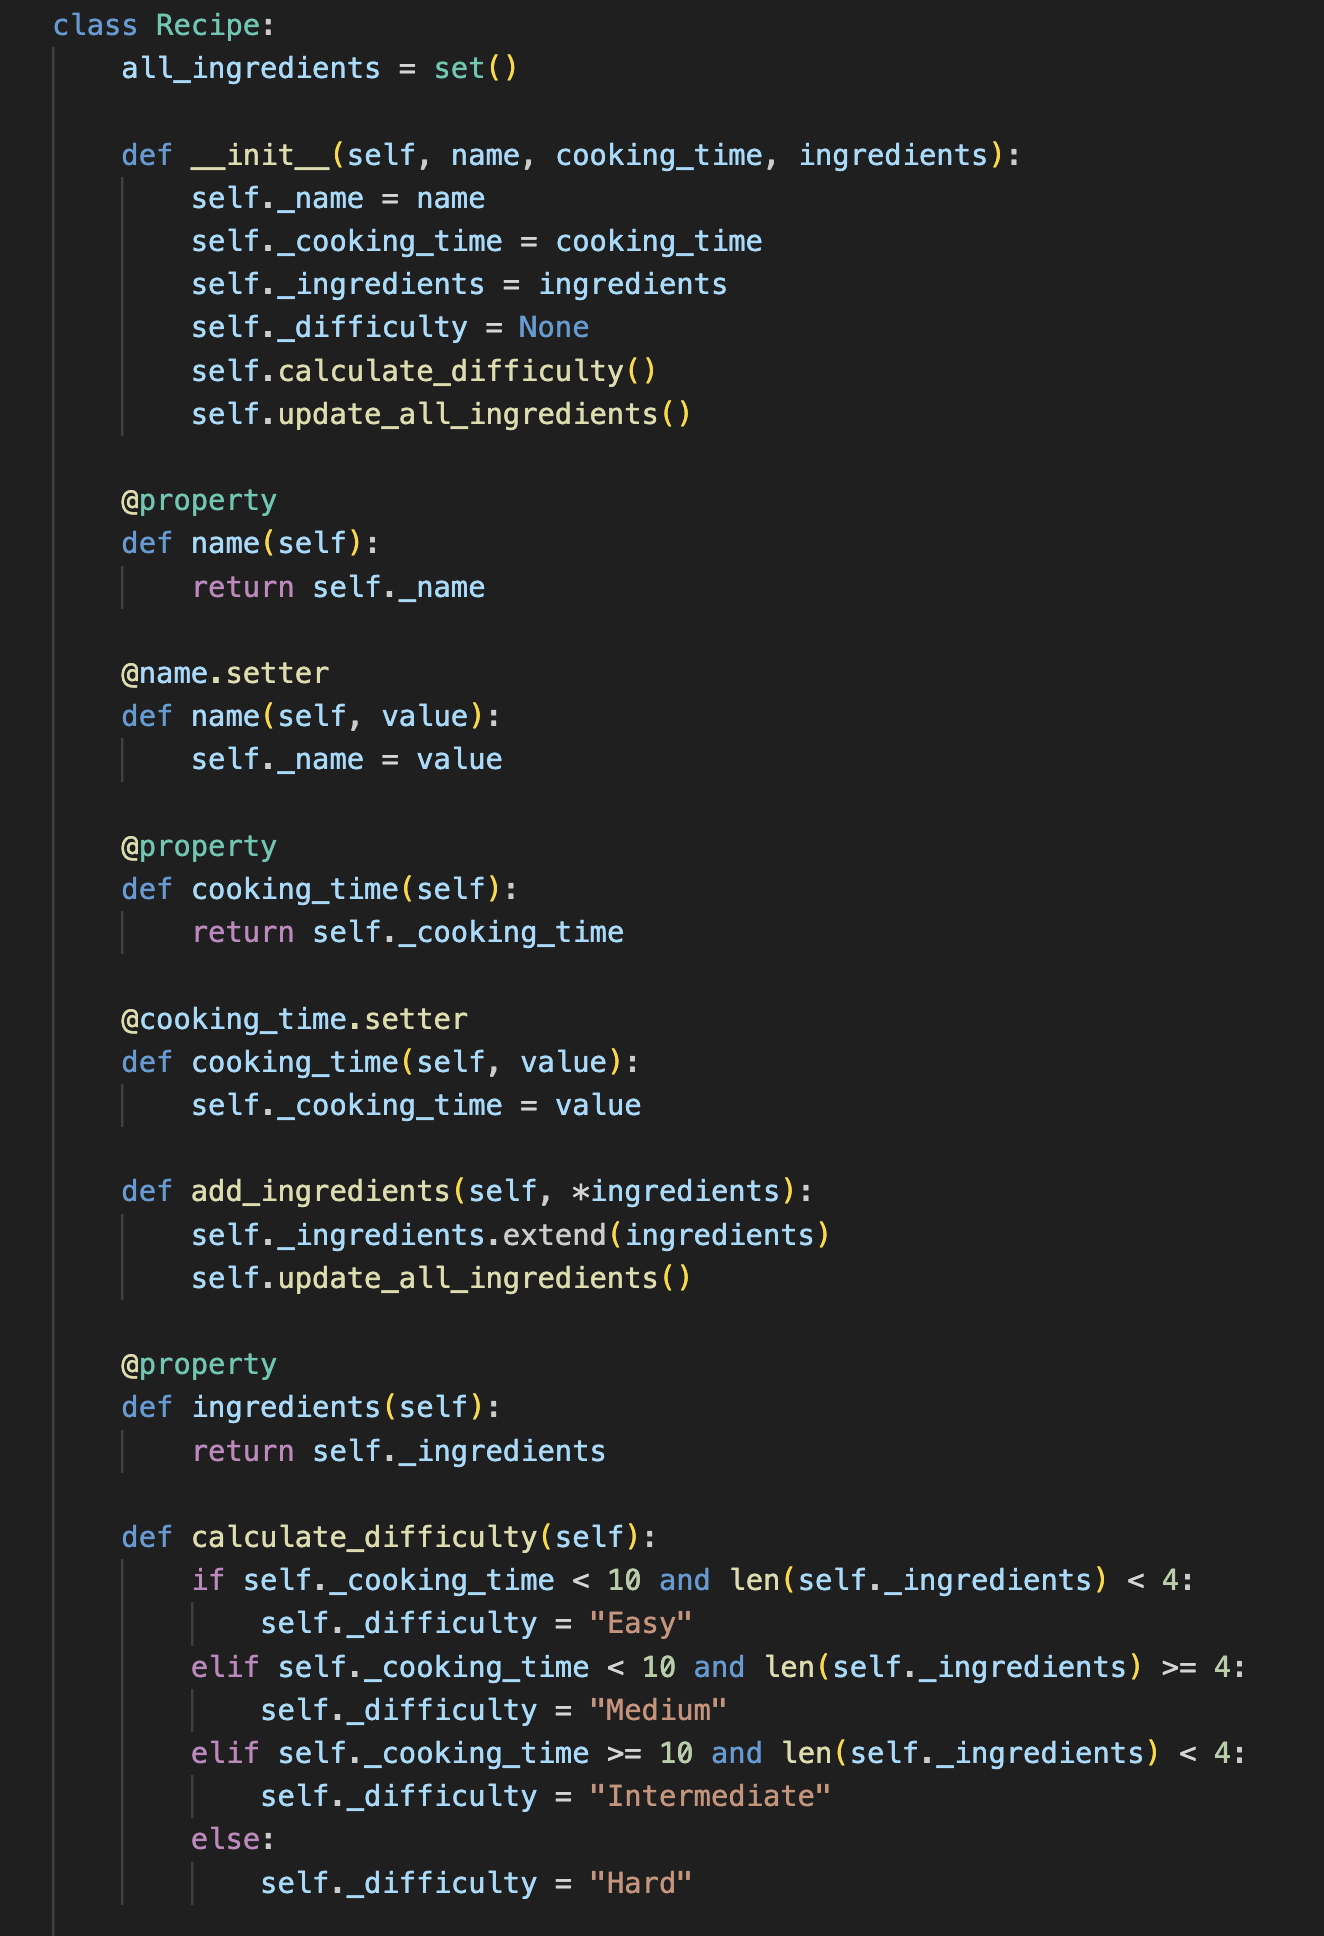 class Recipe:
    all_ingredients = set()

    def __init__(self, name, cooking_time, ingredients):
        self._name = name
        self._cooking_time = cooking_time
        self._ingredients = ingredients
        self._difficulty = None
        self.calculate_difficulty()
        self.update_all_ingredients()

    @property
    def name(self):
        return self._name

    @name.setter
    def name(self, value):
        self._name = value

    @property
    def cooking_time(self):
        return self._cooking_time

    @cooking_time.setter
    def cooking_time(self, value):
        self._cooking_time = value

    def add_ingredients(self, *ingredients):
        self._ingredients.extend(ingredients)
        self.update_all_ingredients()

    @property
    def ingredients(self):
        return self._ingredients

    def calculate_difficulty(self):
        if self._cooking_time < 10 and len(self._ingredients) < 4:
            self._difficulty = "Easy"
        elif self._cooking_time < 10 and len(self._ingredients) >= 4:
            self._difficulty = "Medium"
        elif self._cooking_time >= 10 and len(self._ingredients) < 4:
            self._difficulty = "Intermediate"
        else:
            self._difficulty = "Hard"